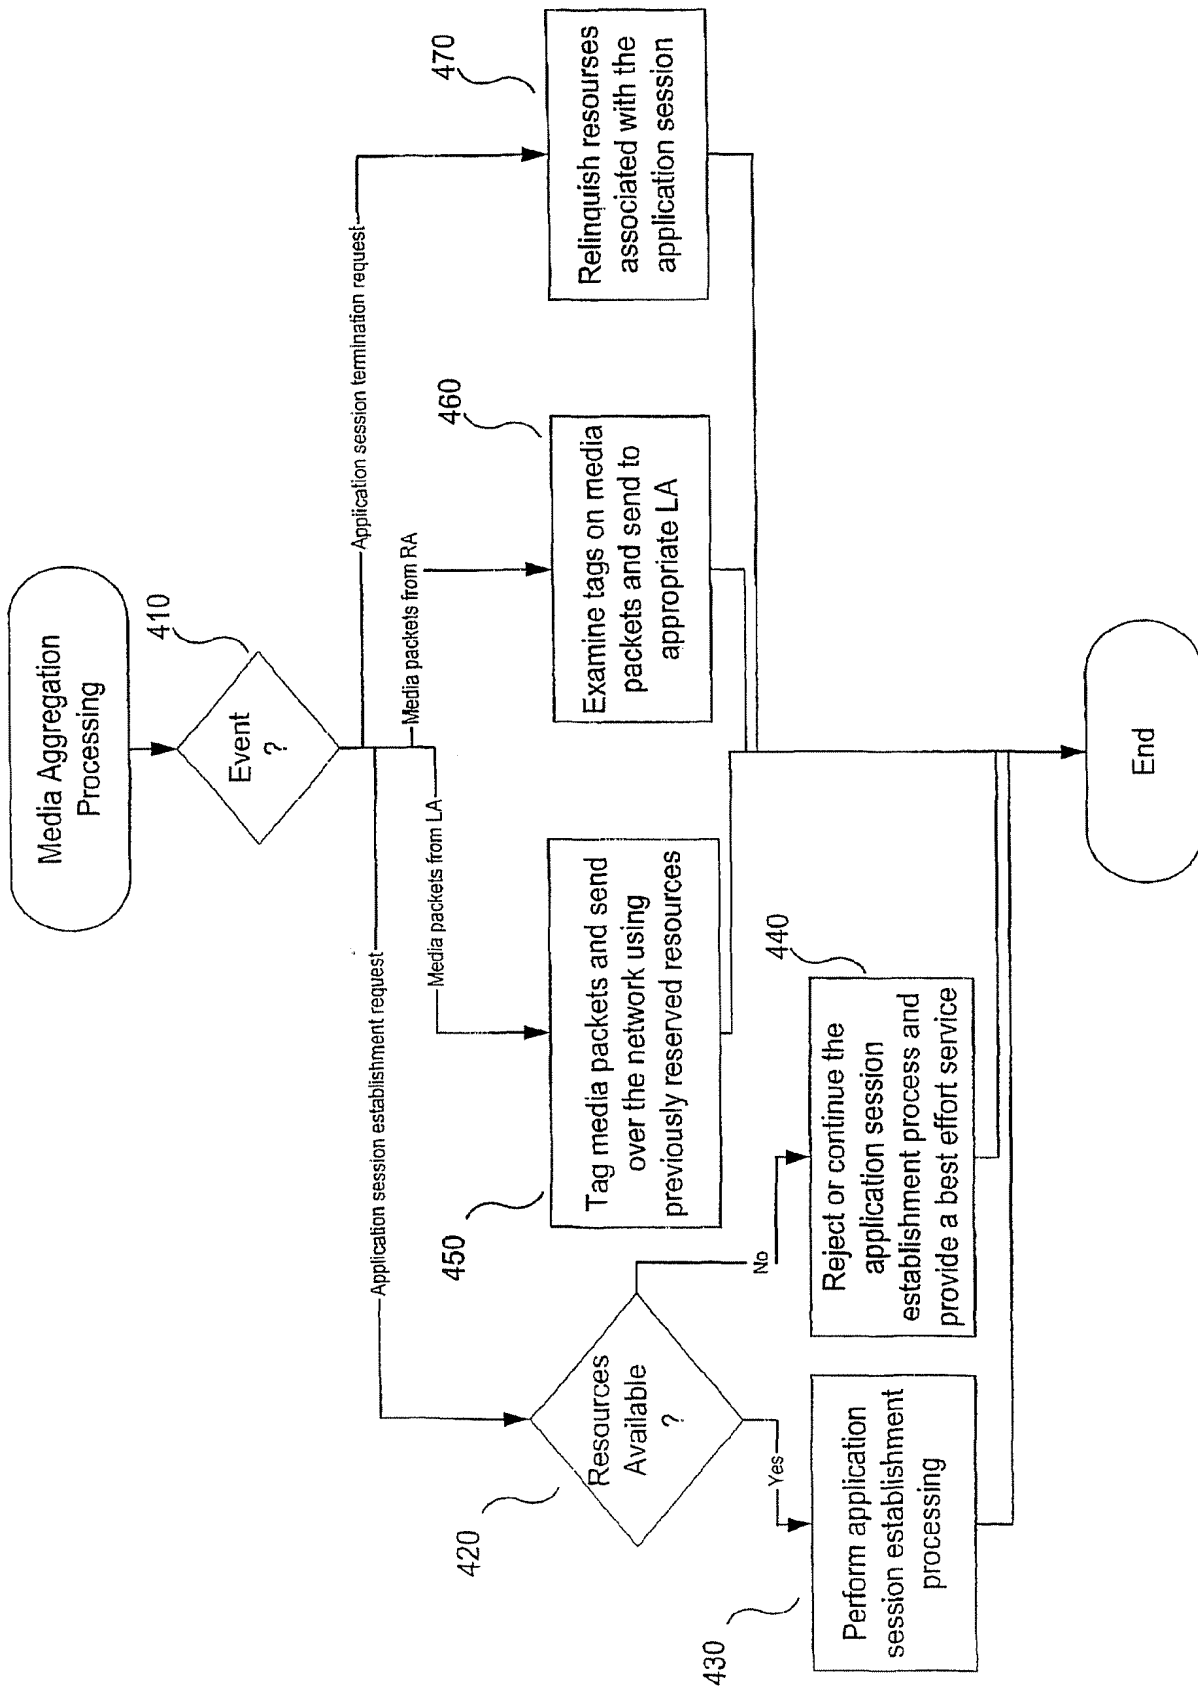 Media Aggregation
Processing
410
Event
?
Application session establishment request
Media packets from LA
Media packets from RA
Application session termination request
420
Resources
Available
?
450
Tag media packets and send
over the network using
previously reserved resources
460
Examine tags on media
packets and send to
appropriate LA
470
Relinquish resourses
associated with the
application session
Yes
No
430
Perform application
session establishment
processing
440
Reject or continue the
application session
establishment process and
provide a best effort service
End